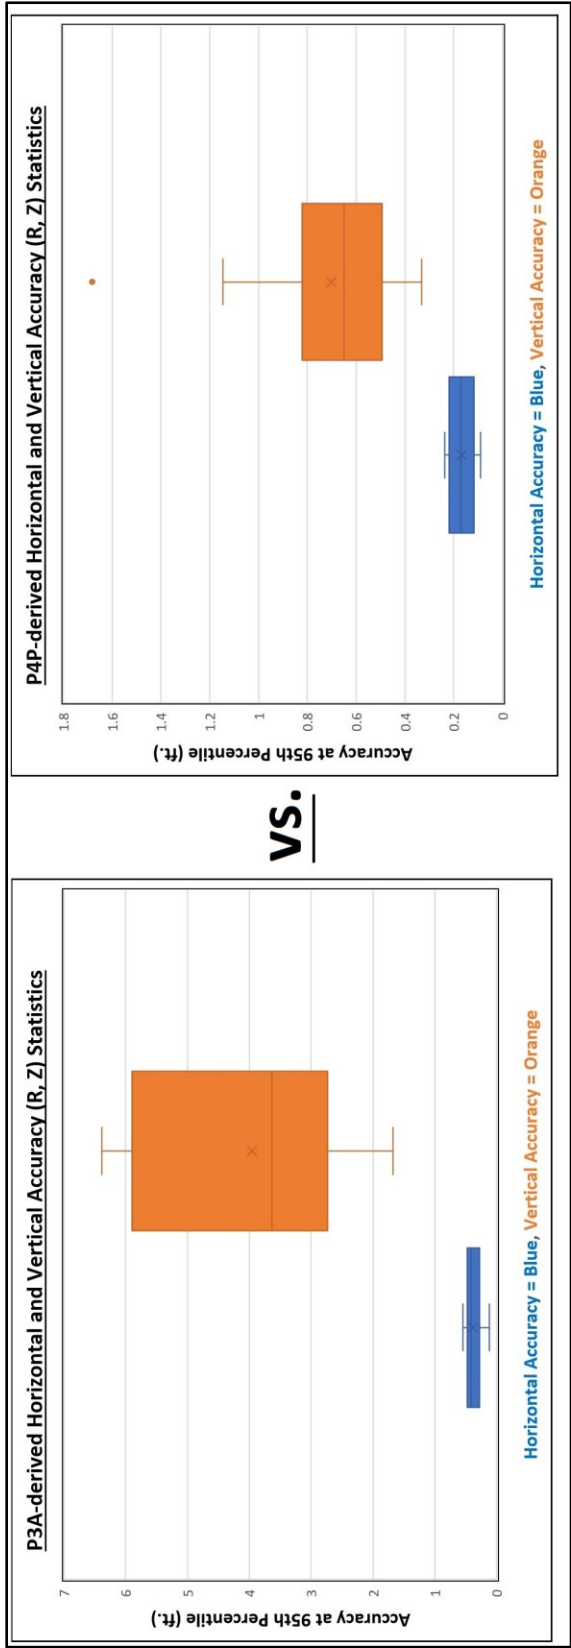 P3A-derived Horizontal and Vertical Accuracy (R, Z) Statistics
Accuracy at 95th Percentile (ft.)
7
6
5
4
3
2
1
0
Horizontal Accuracy = Blue, Vertical Accuracy = Orange
VS.
P4P-derived Horizontal and Vertical Accuracy (R, Z) Statistics
Accuracy at 95th Percentile (ft.)
1.8
1.6
1.4
1.2
1
0.8
0.6
0.4
0.2
0
Horizontal Accuracy = Blue, Vertical Accuracy = Orange